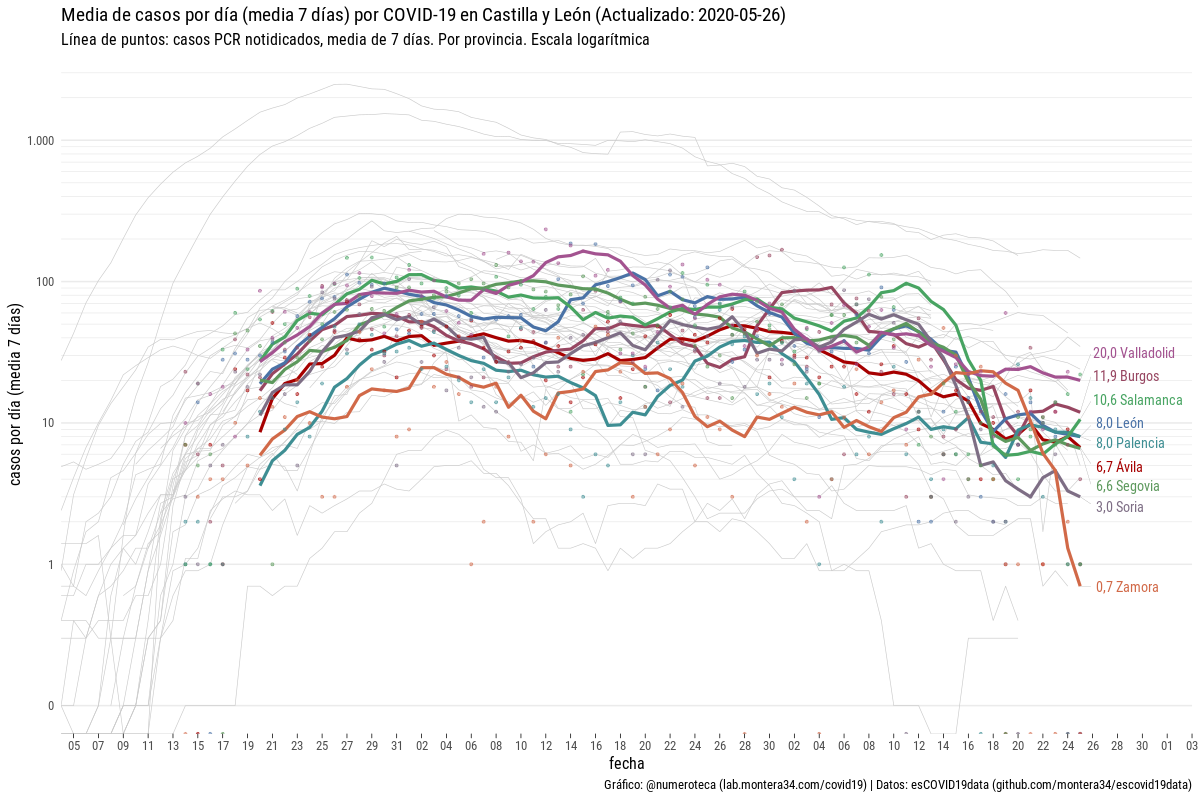 Media de casos por día (media 7 días) por COVID-19 en Castilla y León (Actualizado: 2020-05-26)
Línea de puntos: casos PCR notidicados, media de 7 días. Por provincia. Escala logarítmica
casos por día (media 7 días)
1.000
100
10
1
0
20,0 Valladolid
11,9 Burgos
10,6 Salamanca
8,0 León
8,0 Palencia
6,7 Ávila
6,6 Segovia
3,0 Soria
0,7 Zamora
05 07 09 11 13 15 17 19 21 23 25 27 29 31 02 04 06 08 10 12 14 16 18 20 22 24 26 28 30 02 04 06 08 10 12 14 16 18 20 22 24 26 28 30 01 03
fecha
Gráfico: @numeroteca (lab.montera34.com/covid19) | Datos: esCOVID19data (github.com/montera34/escovid19data)